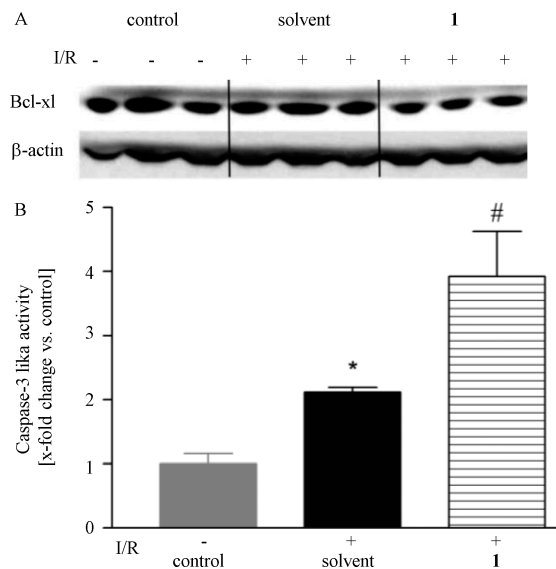 A
control solvent 1
I/R - - - + + + + + +
Bcl-xl
β-actin
B
Caspase-3 lika activity
[x-fold change vs. control]
5
4
3
2
1
0
*
#
I/R - + +
control solvent 1